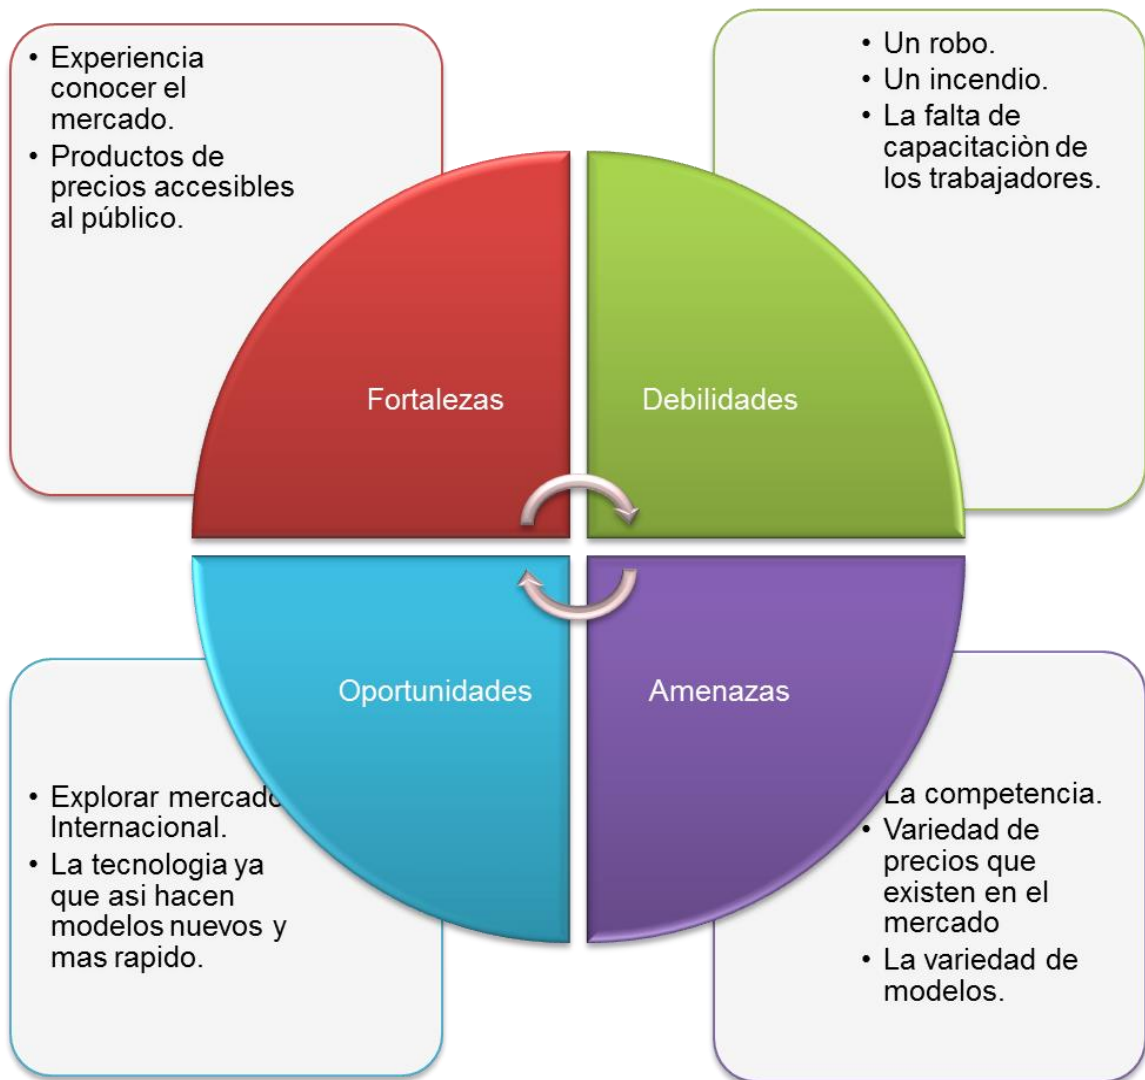 • Experiencia
conocer el
mercado.
• Productos de
precios accesibles
al público.
• Un robo.
• Un incendio.
• La falta de
capacitaciòn de
los trabajadores.
Fortalezas
Debilidades
Oportunidades
Amenazas
• Explorar mercado
Internacional.
• La tecnologia ya
que asi hacen
modelos nuevos y
mas rapido.
La competencia.
• Variedad de
precios que
existen en el
mercado
• La variedad de
modelos.